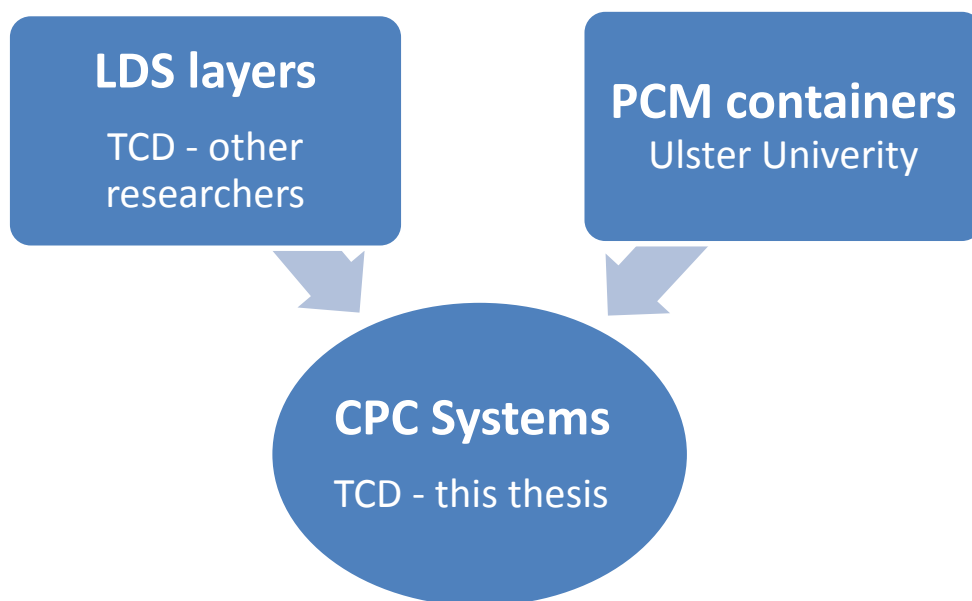 LDS layers
TCD - other
researchers
PCM containers
Ulster Univerity
CPC Systems
TCD - this thesis